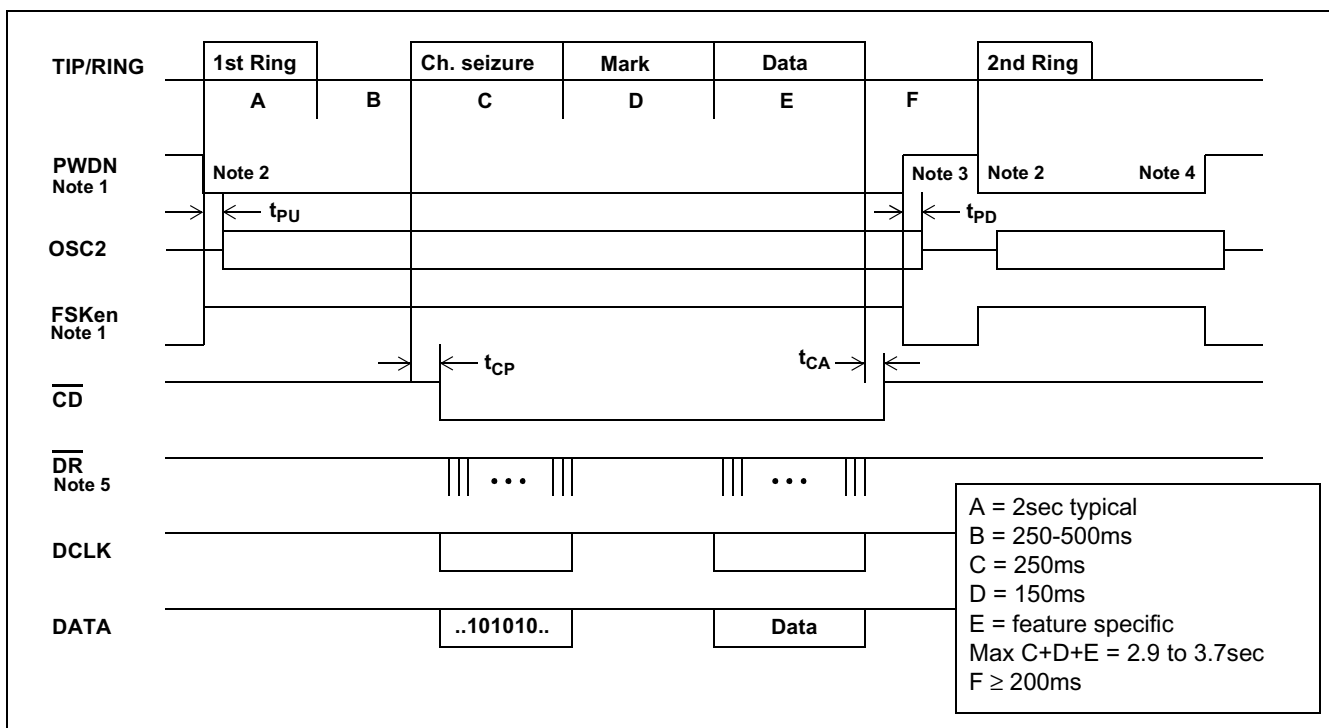 TIP/RING 1st Ring Ch. seizure Mark Data 2nd Ring
A B C D E F
PWDN Note 2 Note 3 Note 2 Note 4
Note 1
tPU tPD
OSC2
FSKen
Note 1
tCP tCA
CD
DR
Note 5 ••• •••
DCLK
DATA ..101010.. Data
A = 2sec typical
B = 250-500ms
C = 250ms
D = 150ms
E = feature specific
Max C+D+E = 2.9 to 3.7sec
F ≥ 200ms